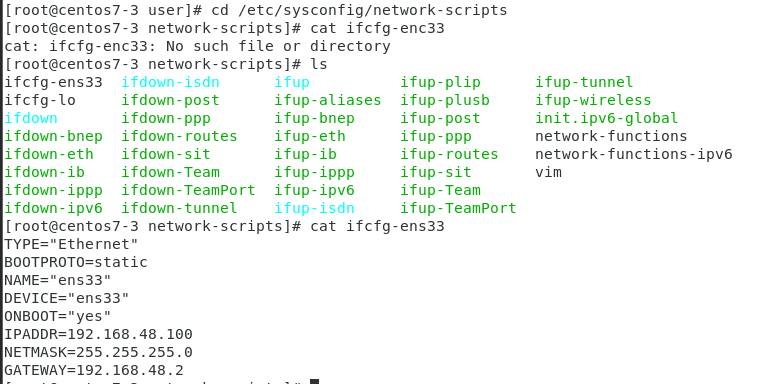 [root@centos7-3 user]# cd /etc/sysconfig/network-scripts
[root@centos7-3 network-scripts]# cat ifcfg-enc33
cat: ifcfg-enc33: No such file or directory
[root@centos7-3 network-scripts]# ls
ifcfg-ens33  ifdown-isdn      ifup          ifup-plip      ifup-tunnel
ifcfg-lo     ifdown-post      ifup-aliases  ifup-plusb     ifup-wireless
ifdown       ifdown-ppp       ifup-bnep     ifup-post      init.ipv6-global
ifdown-bnep  ifdown-routes    ifup-eth      ifup-ppp       network-functions
ifdown-eth   ifdown-sit       ifup-ib       ifup-routes    network-functions-ipv6
ifdown-ib    ifdown-Team      ifup-ippp     ifup-sit       vim
ifdown-ippp  ifdown-TeamPort  ifup-ipv6     ifup-Team
ifdown-ipv6  ifdown-tunnel    ifup-isdn     ifup-TeamPort
[root@centos7-3 network-scripts]# cat ifcfg-ens33
TYPE="Ethernet"
BOOTPROTO=static
NAME="ens33"
DEVICE="ens33"
ONBOOT="yes"
IPADDR=192.168.48.100
NETMASK=255.255.255.0
GATEWAY=192.168.48.2